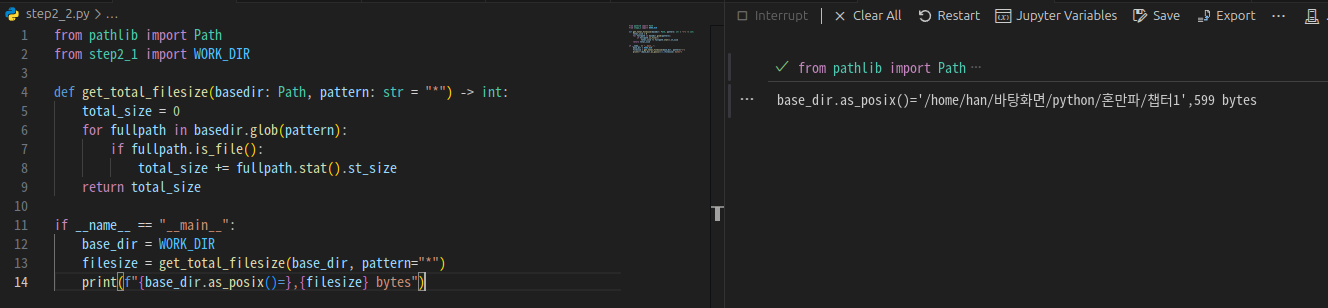 step2_2.py > ...
Interrupt | × Clear All Restart Jupyter Variables Save Export ...
1 from pathlib import Path
2 from step2_1 import WORK_DIR
3
4 def get_total_filesize(basedir: Path, pattern: str = "*") -> int:
5     total_size = 0
6     for fullpath in basedir.glob(pattern):
7         if fullpath.is_file():
8             total_size += fullpath.stat().st_size
9     return total_size
10
11 if __name__ == "__main__":
12     base_dir = WORK_DIR
13     filesize = get_total_filesize(base_dir, pattern="*")
14     print(f"{base_dir.as_posix()=},{filesize} bytes")
✓ from pathlib import Path ...
... base_dir.as_posix()='/home/han/바탕화면/python/혼만파/챕터1',599 bytes